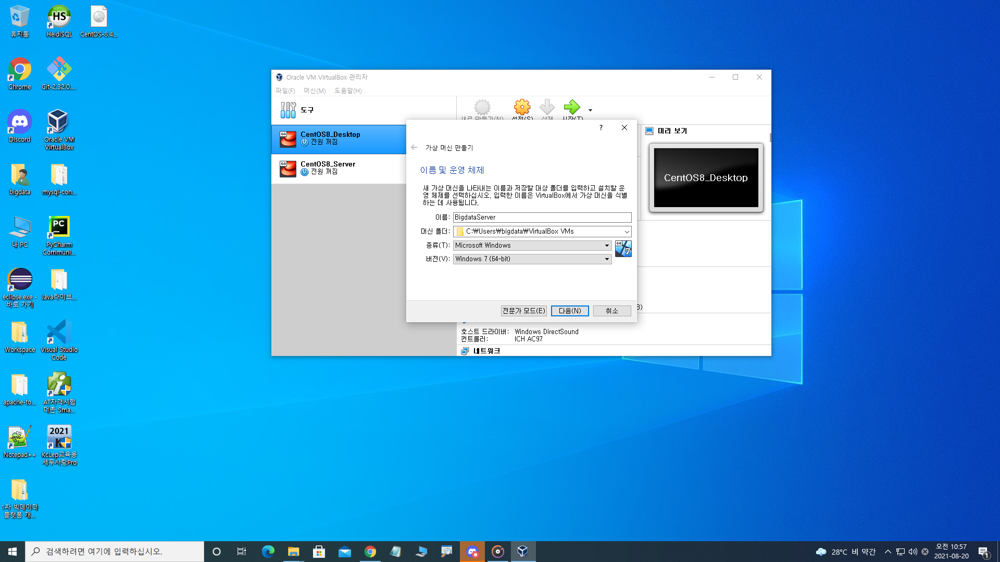 휴지통
HeidiSQL
CentOS-8.4...
Chrome
Git-2.32.0....
Discord
Oracle VM
VirtualBox
bigdata
mysql-con...
내 PC
PyCharm
Communi...
eclipse.exe -
바로 가기
Java라이브...
Workspace
Visual Studio
Code
apache-to...
AT자격시험
더존 Sma...
Notepad++
KcLep교육용
세무사랑Pro
1차 빅데이터
플랫폼 개...
HS
PC
2021
K
Oracle VM VirtualBox 관리자
파일(F) 머신(M) 도움말(H)
도구
새로 만들기(N) 설정(S) 삭제 시작(T)
64
CentOS8_Desktop
전원 꺼짐
64
CentOS8_Server
전원 꺼짐
미리 보기
CentOS8_Desktop
?
가상 머신 만들기
이름 및 운영 체제
새 가상 머신을 나타내는 이름과 저장할 대상 폴더를 입력하고 설치할 운
영 체제를 선택하십시오. 입력한 이름은 VirtualBox에서 가상 머신을 식별
하는 데 사용됩니다.
이름: BigdataServer
머신 폴더: C:₩Users₩bigdata₩VirtualBox VMs
종류(T): Microsoft Windows
64
7
버전(V): Windows 7 (64-bit)
전문가 모드(E) 다음(N) 취소
B)
호스트 드라이버: Windows DirectSound
컨트롤러: ICH AC97
네트워크
검색하려면 여기에 입력하십시오.
28°C 비 약간
오전 10:57
2021-08-20
1